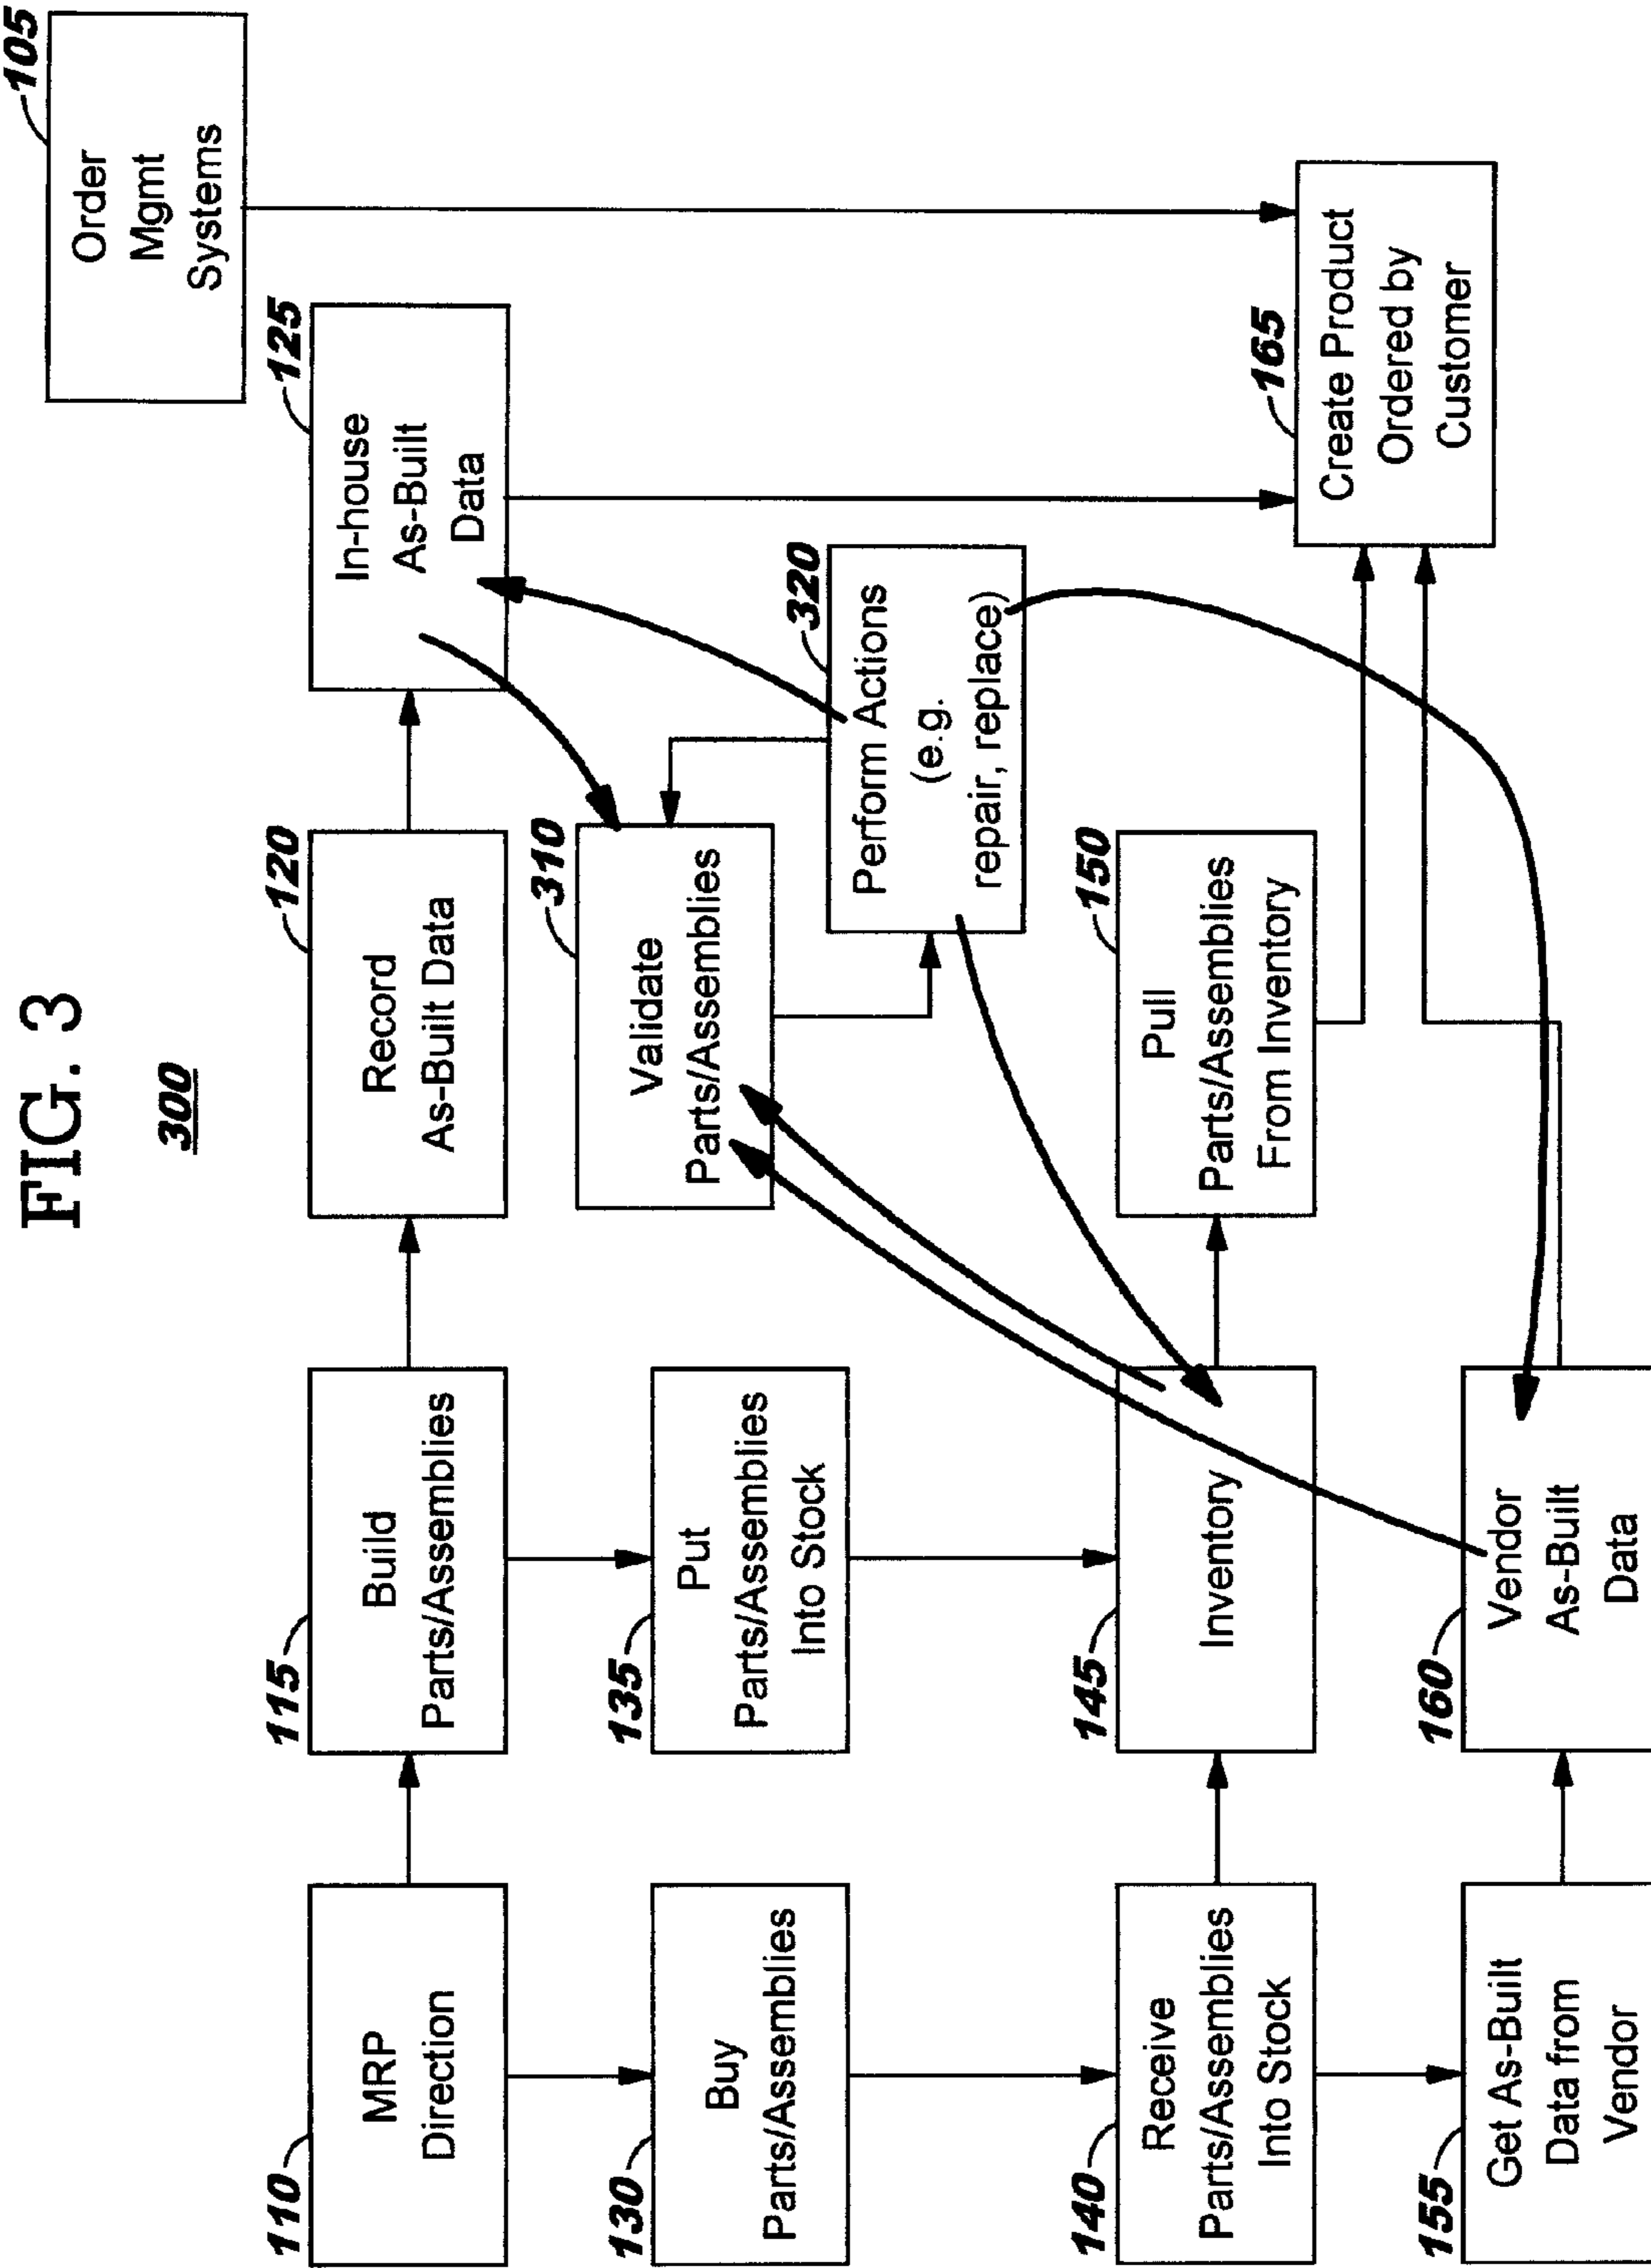 FIG. 3
300
105
Order
Mgmt
Systems
110
MRP
Direction
115
Build
Parts/Assemblies
120
Record
As-Built Data
125
In-house
As-Built
Data
130
Buy
Parts/Assemblies
135
Put
Parts/Assemblies
Into Stock
310
Validate
Parts/Assemblies
320
Perform Actions
(e.g.
repair, replace)
140
Receive
Parts/Assemblies
Into Stock
145
Inventory
150
Pull
Parts/Assemblies
From Inventory
165
Create Product
Ordered by
Customer
155
Get As-Built
Data from
Vendor
160
Vendor
As-Built
Data